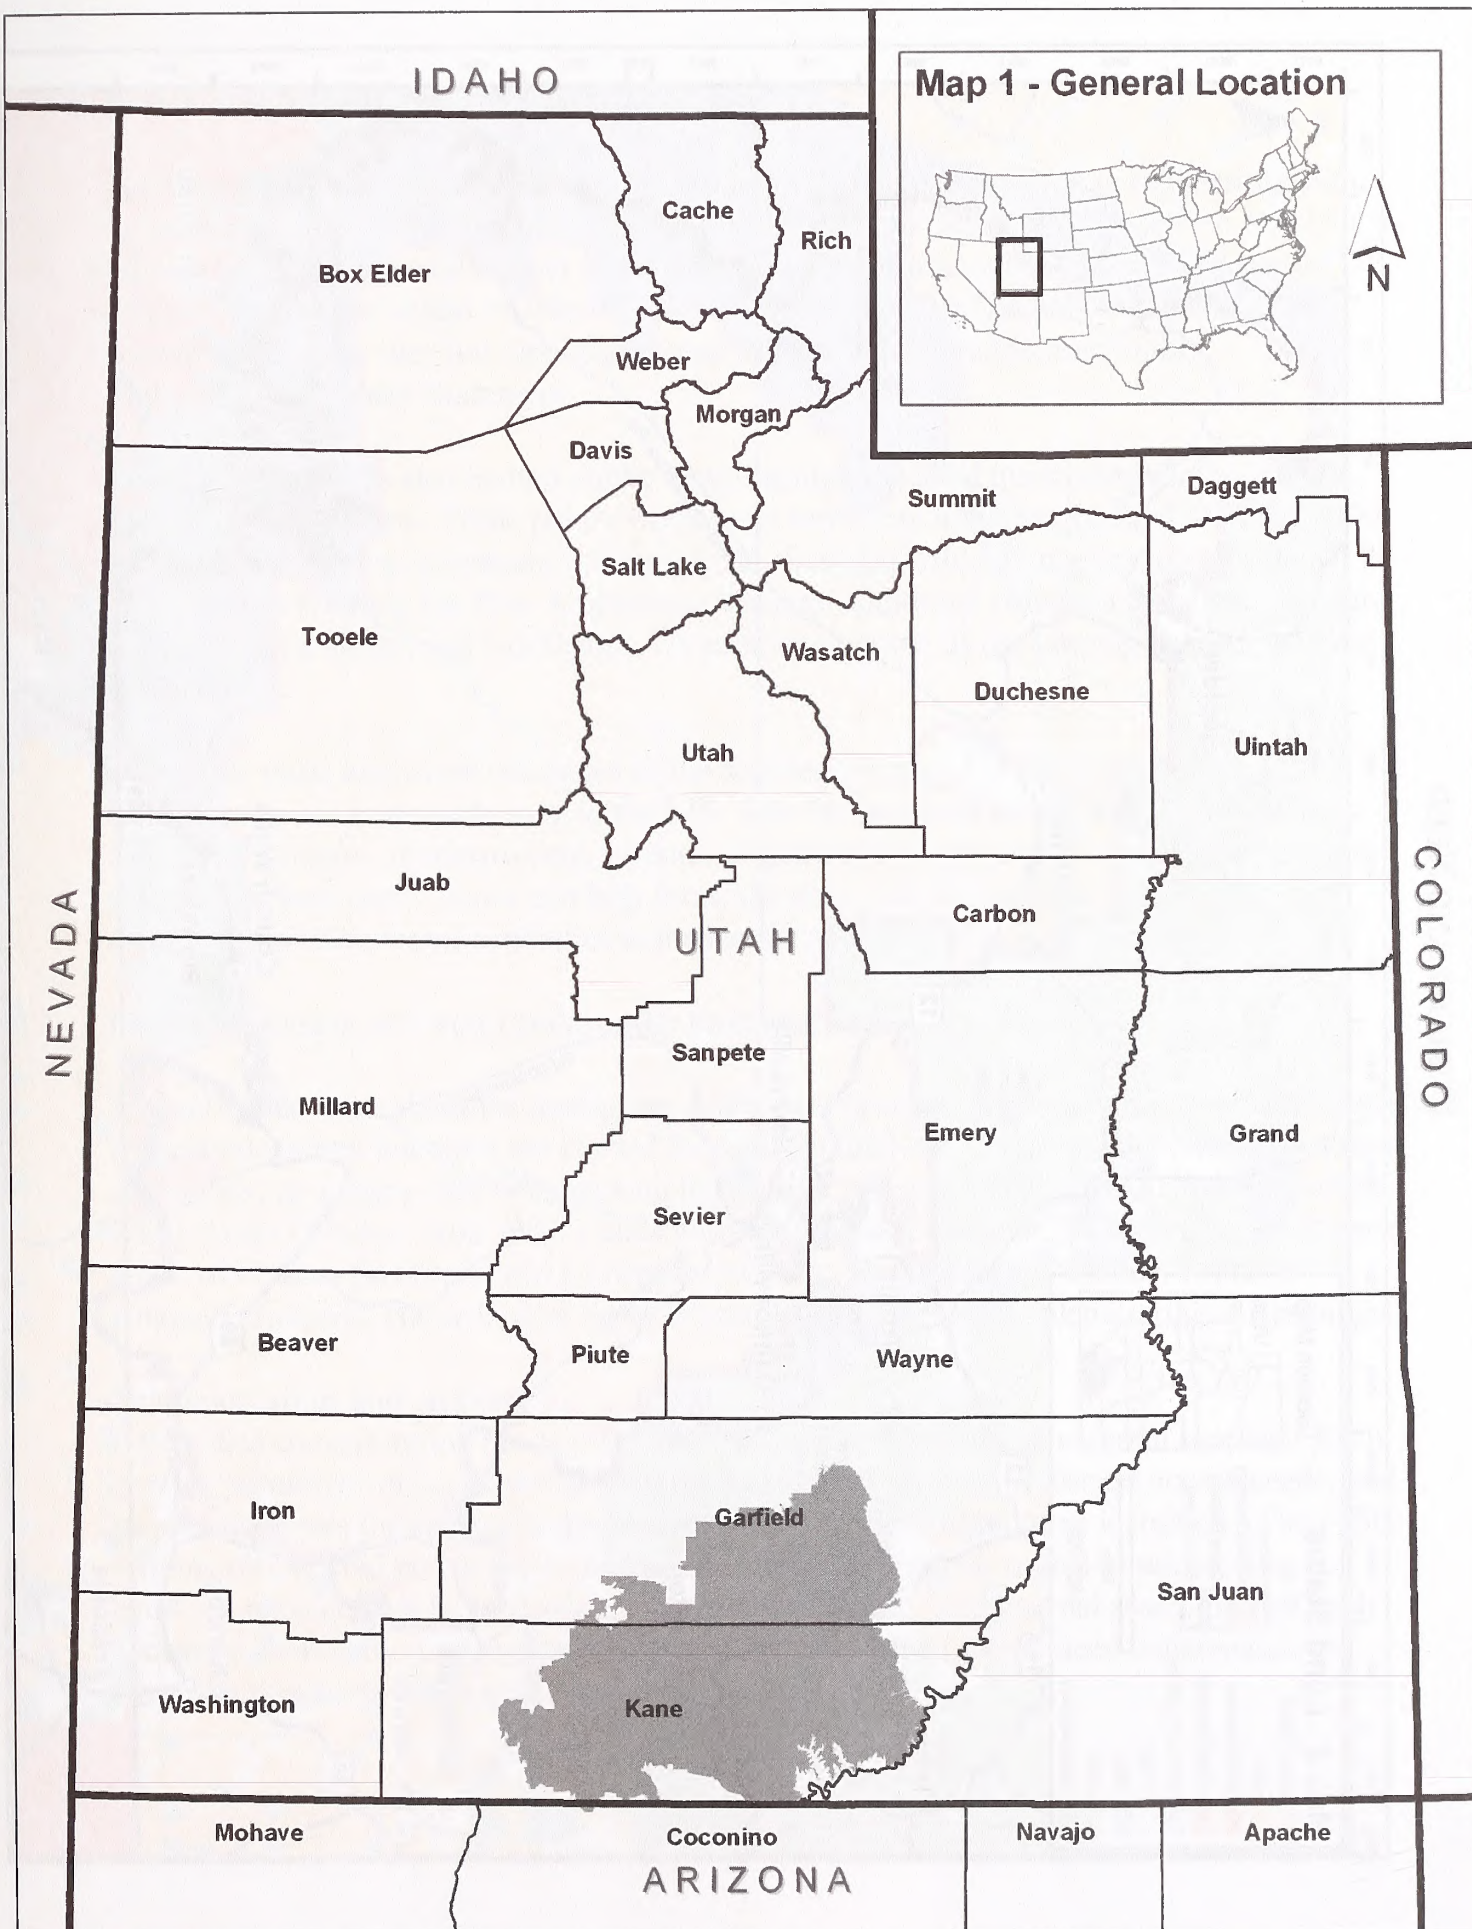 IDAHO
Map 1 - General Location
N
Cache
Rich
Box Elder
Weber
Morgan
Davis
Summit
Daggett
Salt Lake
Tooele
Wasatch
Duchesne
Utah
Uintah
Juab
Carbon
UTAH
NEVADA
COLORADO
Sanpete
Millard
Emery
Grand
Sevier
Beaver
Piute
Wayne
Iron
Garfield
San Juan
Washington
Kane
Mohave
Coconino
Navajo
Apache
ARIZONA